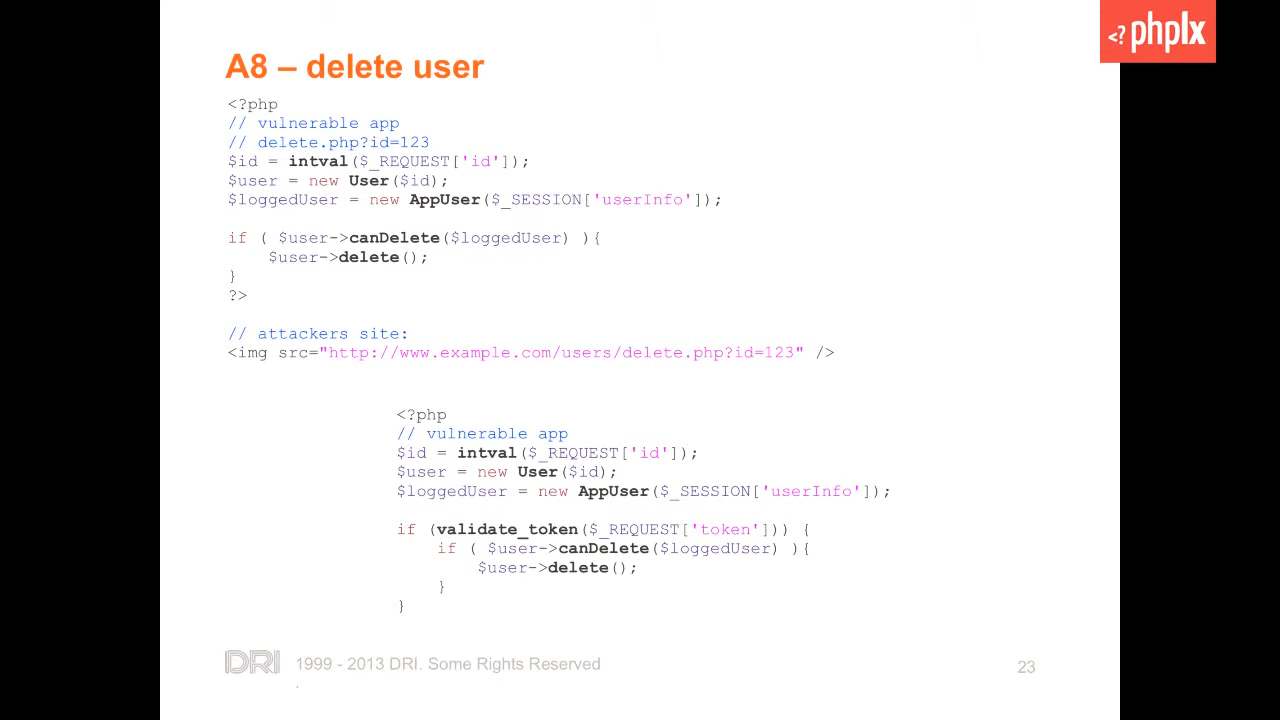 <? phplx
A8 – delete user
<?php
// vulnerable app
// delete.php?id=123
$id = intval($_REQUEST['id']);
$user = new User($id);
$loggedUser = new AppUser($_SESSION['userInfo']);
if ( $user->canDelete($loggedUser) ){
    $user->delete();
}
?>
// attackers site:
<img src="http://www.example.com/users/delete.php?id=123" />
<?php
// vulnerable app
$id = intval($_REQUEST['id']);
$user = new User($id);
$loggedUser = new AppUser($_SESSION['userInfo']);
if (validate_token($_REQUEST['token'])) {
    if ( $user->canDelete($loggedUser) ){
        $user->delete();
    }
}
DRI 1999 - 2013 DRI. Some Rights Reserved
.
23